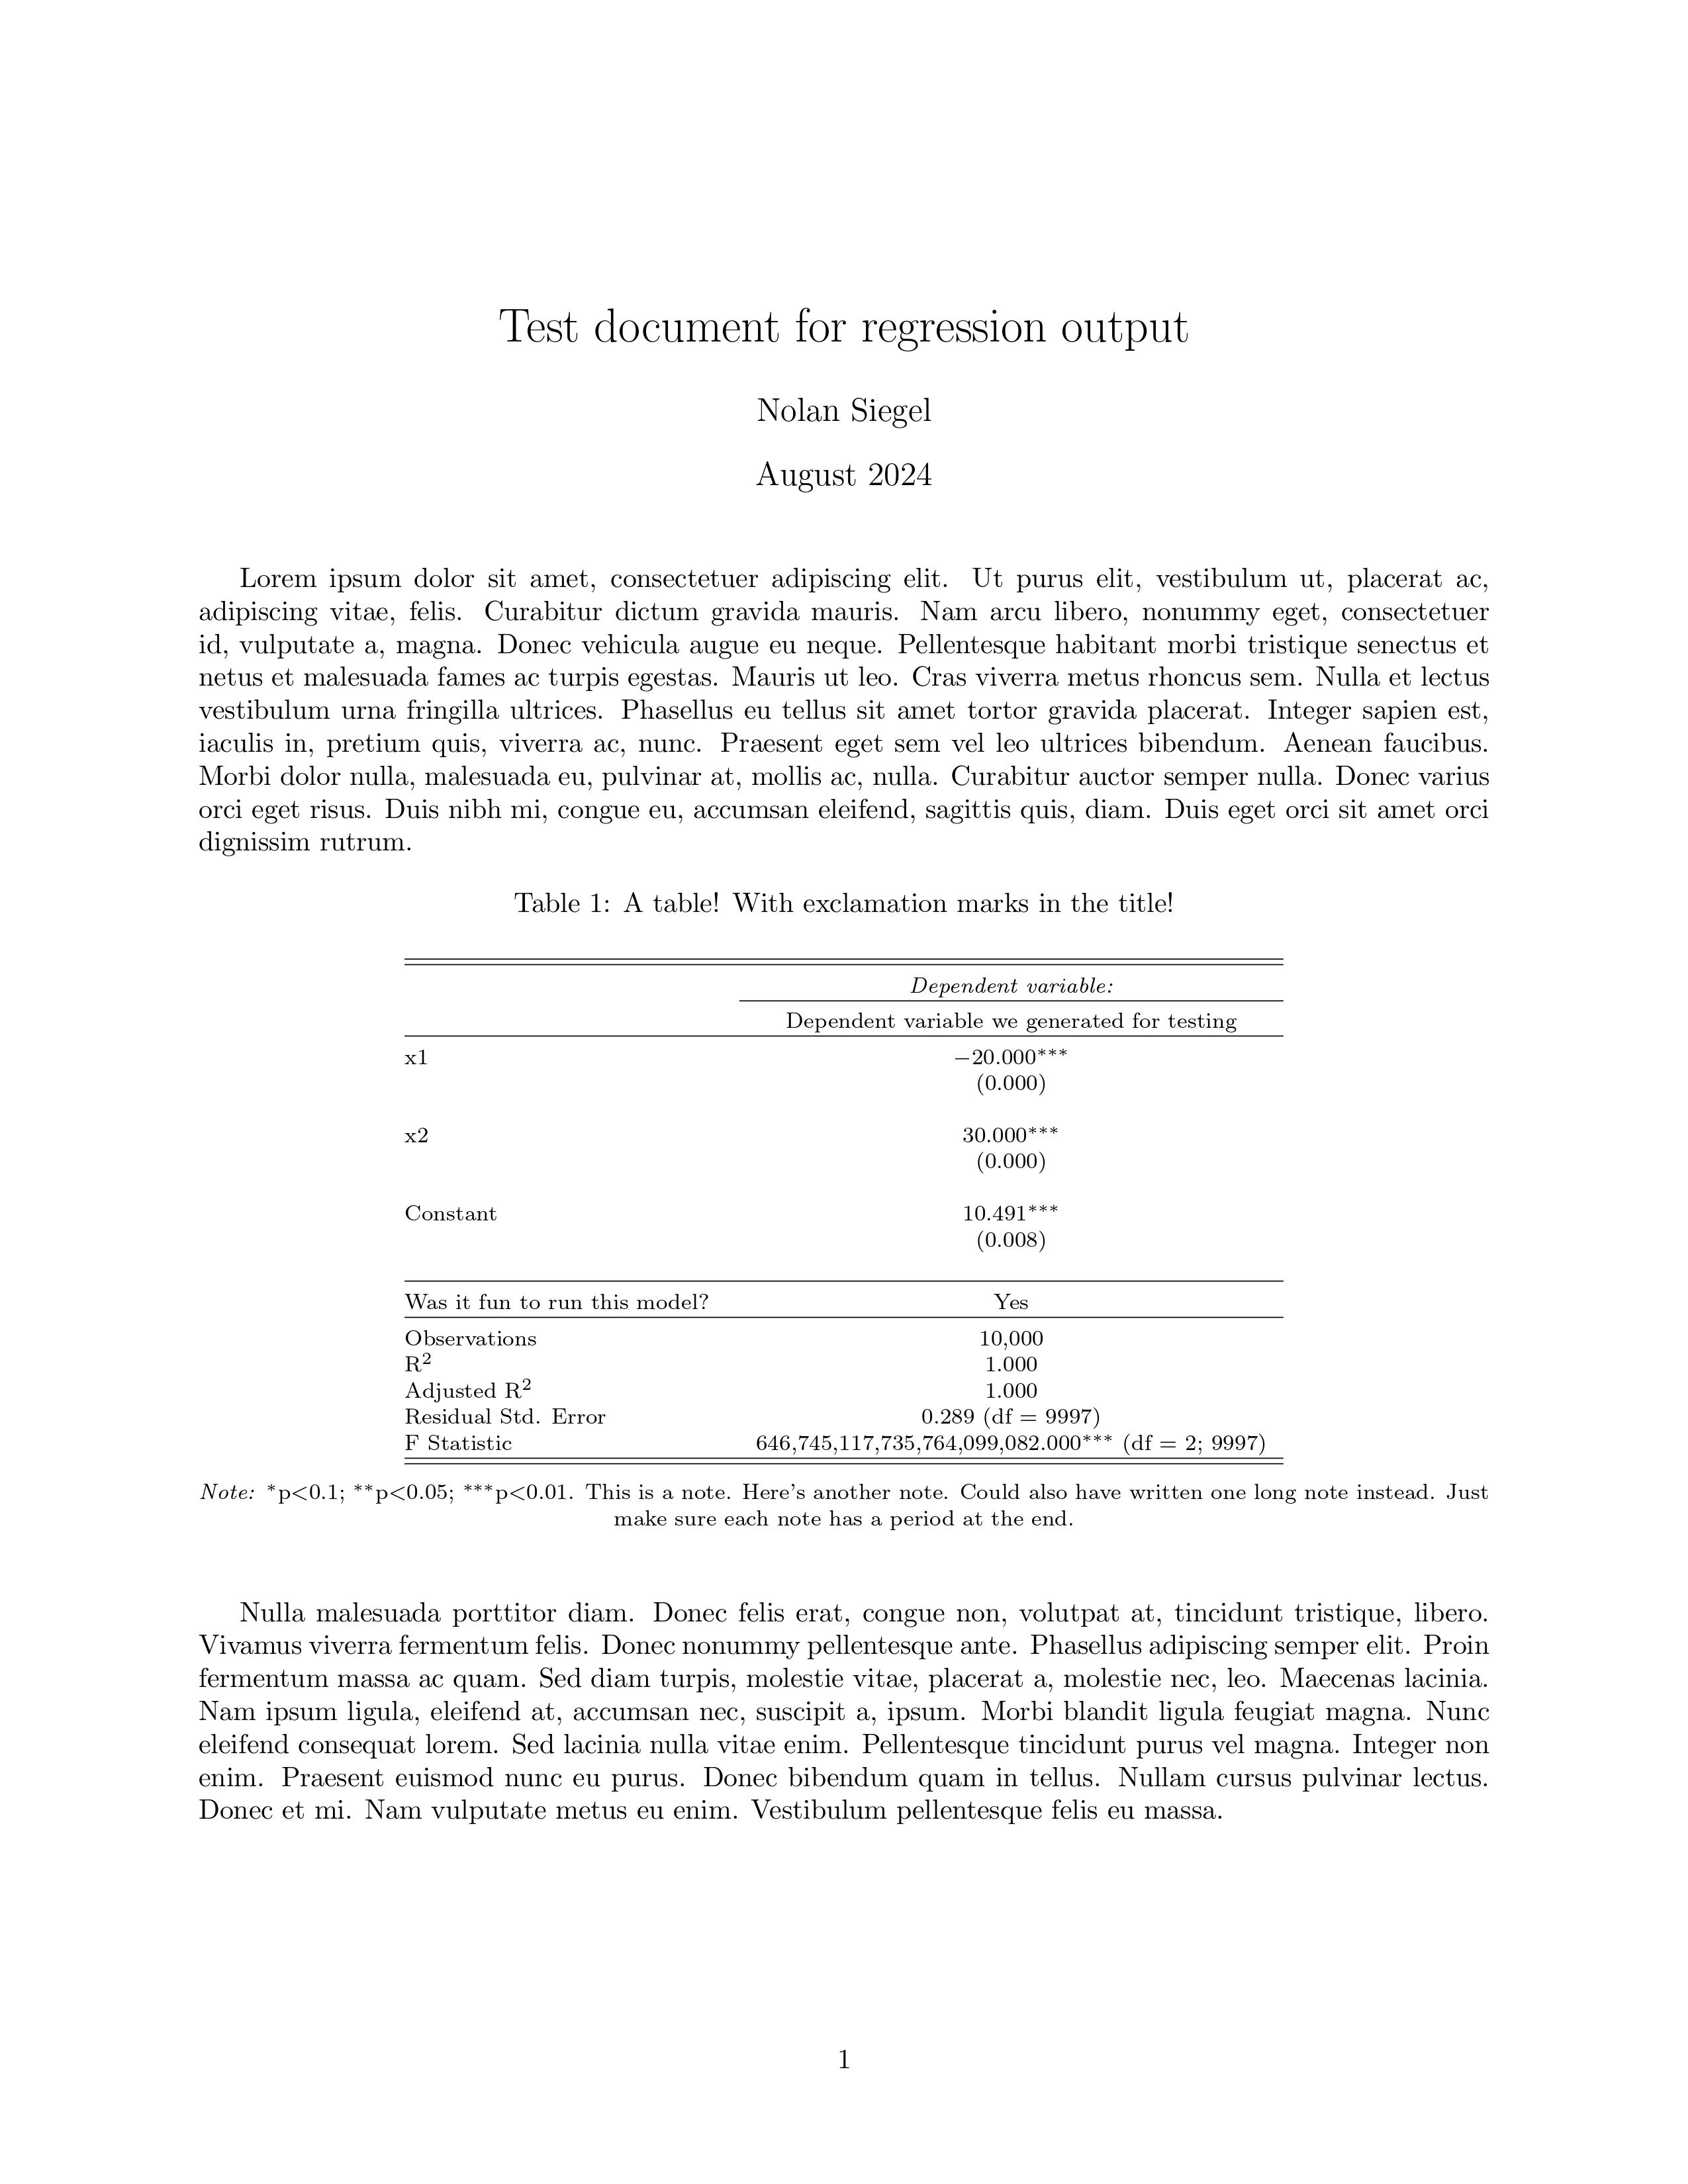 Test document for regression output
Nolan Siegel
August 2024
Lorem ipsum dolor sit amet, consectetuer adipiscing elit. Ut purus elit, vestibulum ut, placerat ac,
adipiscing vitae, felis. Curabitur dictum gravida mauris. Nam arcu libero, nonummy eget, consectetuer
id, vulputate a, magna. Donec vehicula augue eu neque. Pellentesque habitant morbi tristique senectus et
netus et malesuada fames ac turpis egestas. Mauris ut leo. Cras viverra metus rhoncus sem. Nulla et lectus
vestibulum urna fringilla ultrices. Phasellus eu tellus sit amet tortor gravida placerat. Integer sapien est,
iaculis in, pretium quis, viverra ac, nunc. Praesent eget sem vel leo ultrices bibendum. Aenean faucibus.
Morbi dolor nulla, malesuada eu, pulvinar at, mollis ac, nulla. Curabitur auctor semper nulla. Donec varius
orci eget risus. Duis nibh mi, congue eu, accumsan eleifend, sagittis quis, diam. Duis eget orci sit amet orci
dignissim rutrum.
Table 1: A table! With exclamation marks in the title!
Dependent variable:
Dependent variable we generated for testing
x1 −20.000***
(0.000)
x2 30.000***
(0.000)
Constant 10.491***
(0.008)
Was it fun to run this model? Yes
Observations 10,000
R² 1.000
Adjusted R² 1.000
Residual Std. Error 0.289 (df = 9997)
F Statistic 646,745,117,735,764,099,082.000*** (df = 2; 9997)
Note: *p<0.1; **p<0.05; ***p<0.01. This is a note. Here's another note. Could also have written one long note instead. Just
make sure each note has a period at the end.
Nulla malesuada porttitor diam. Donec felis erat, congue non, volutpat at, tincidunt tristique, libero.
Vivamus viverra fermentum felis. Donec nonummy pellentesque ante. Phasellus adipiscing semper elit. Proin
fermentum massa ac quam. Sed diam turpis, molestie vitae, placerat a, molestie nec, leo. Maecenas lacinia.
Nam ipsum ligula, eleifend at, accumsan nec, suscipit a, ipsum. Morbi blandit ligula feugiat magna. Nunc
eleifend consequat lorem. Sed lacinia nulla vitae enim. Pellentesque tincidunt purus vel magna. Integer non
enim. Praesent euismod nunc eu purus. Donec bibendum quam in tellus. Nullam cursus pulvinar lectus.
Donec et mi. Nam vulputate metus eu enim. Vestibulum pellentesque felis eu massa.
1